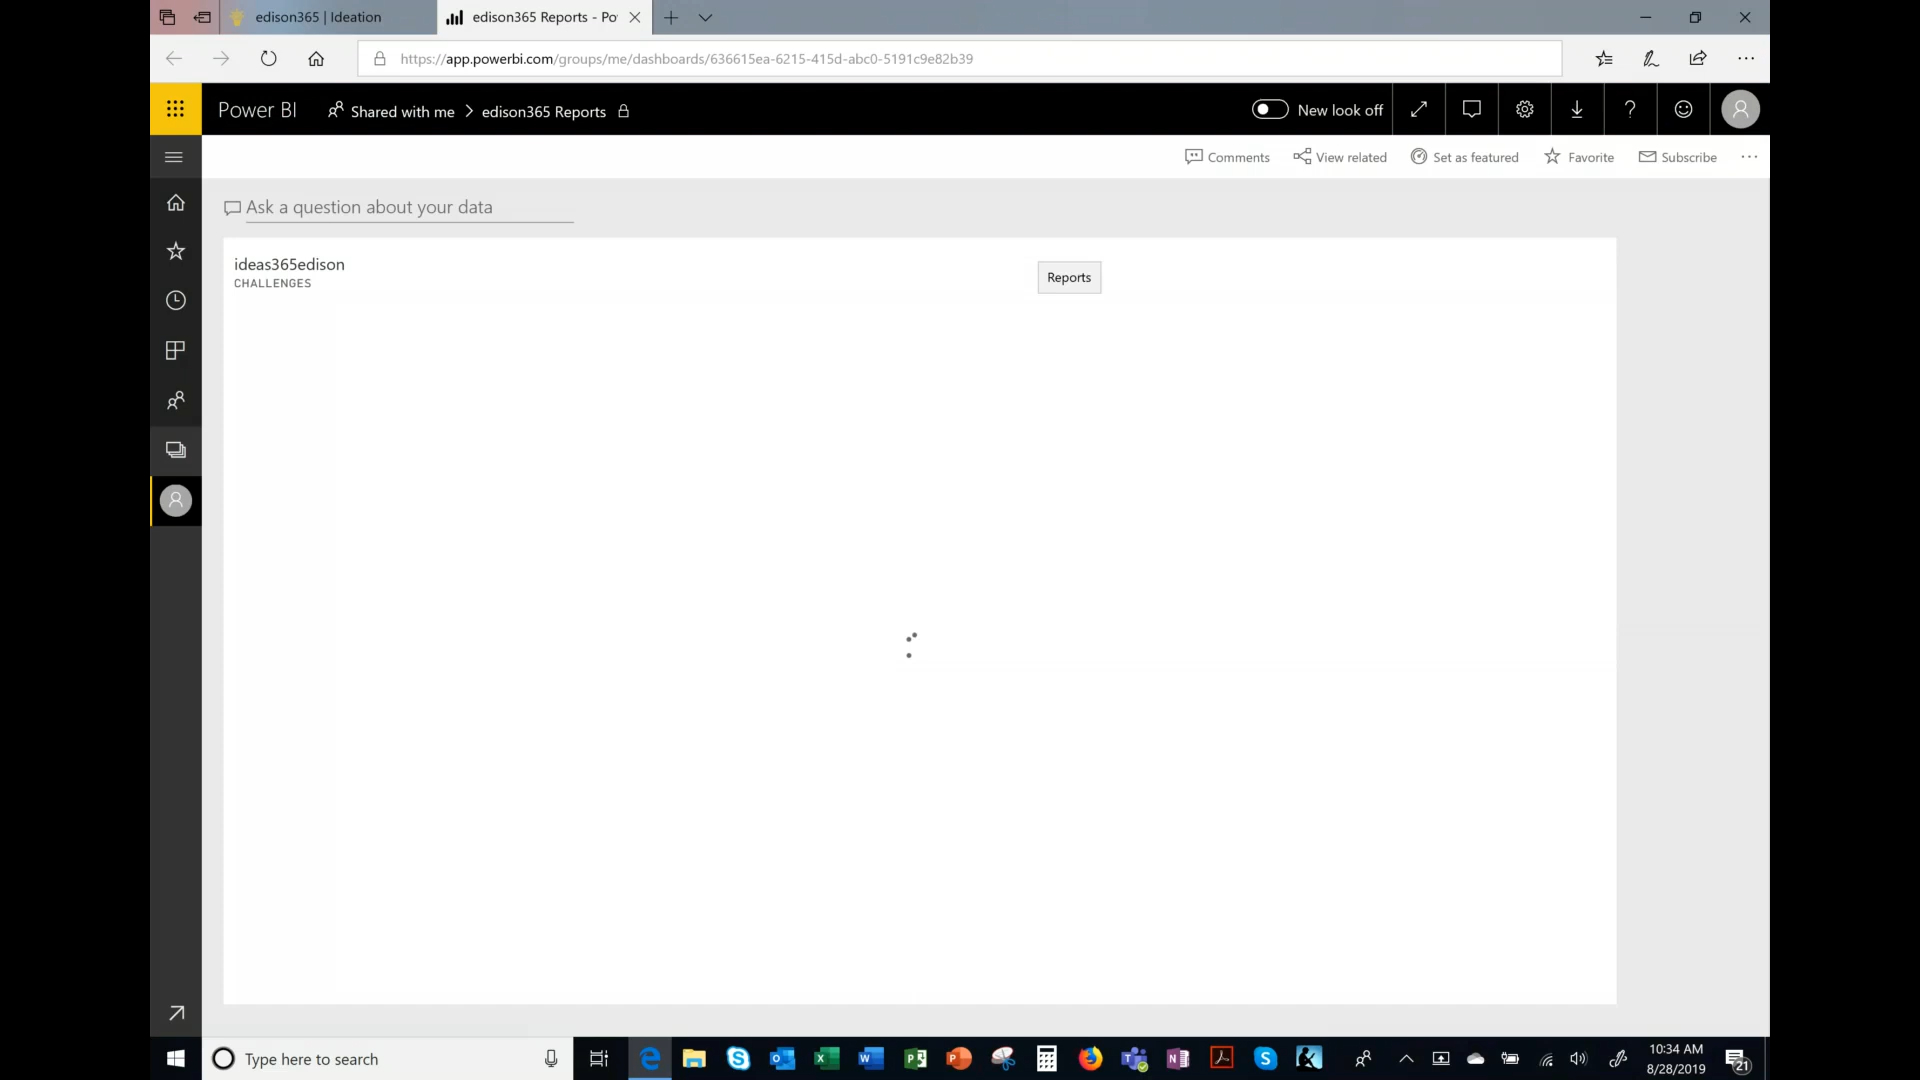 edison365 | Ideation
edison365 Reports - Po
https://app.powerbi.com/groups/me/dashboards/636615ea-6215-415d-abc0-5191c9e82b39
Power BI
Shared with me > edison365 Reports
New look off
Comments
View related
Set as featured
Favorite
Subscribe
Ask a question about your data
ideas365edison
CHALLENGES
Reports
Type here to search
10:34 AM
8/28/2019
21